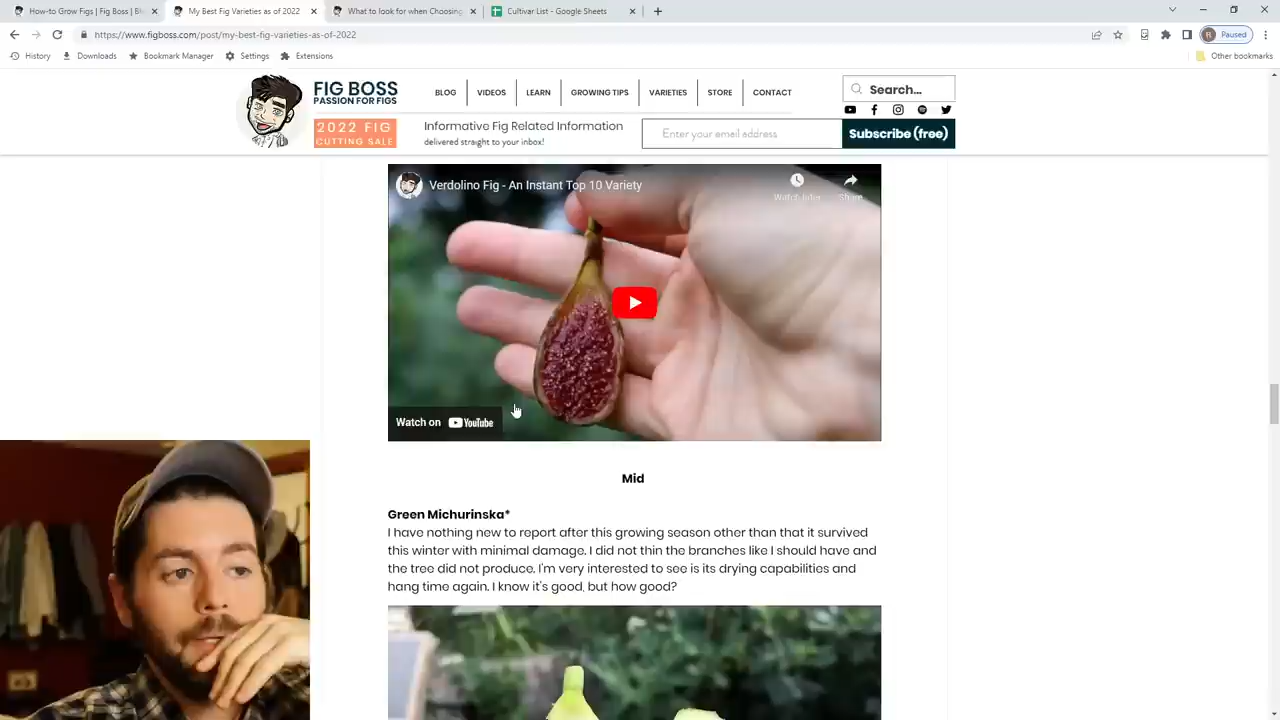 How-to Grow Figs | Fig Boss | Ble
My Best Fig Varieties as of 2022
What to look for when Choosing
Cultivar List - Google Sheets
https://www.figboss.com/post/my-best-fig-varieties-as-of-2022
Paused
History
Downloads
Bookmark Manager
Settings
Extensions
Other bookmarks
FIG BOSS
PASSION FOR FIGS
BLOG
VIDEOS
LEARN
GROWING TIPS
VARIETIES
STORE
CONTACT
Search...
2022 FIG
CUTTING SALE
Informative Fig Related Information
delivered straight to your inbox!
Enter your email address
Subscribe (free)
Verdolino Fig - An Instant Top 10 Variety
Watch later
Share
Watch on YouTube
Mid
Green Michurinska*
I have nothing new to report after this growing season other than that it survived
this winter with minimal damage. I did not thin the branches like I should have and
the tree did not produce. I'm very interested to see is its drying capabilities and
hang time again. I know it's good, but how good?